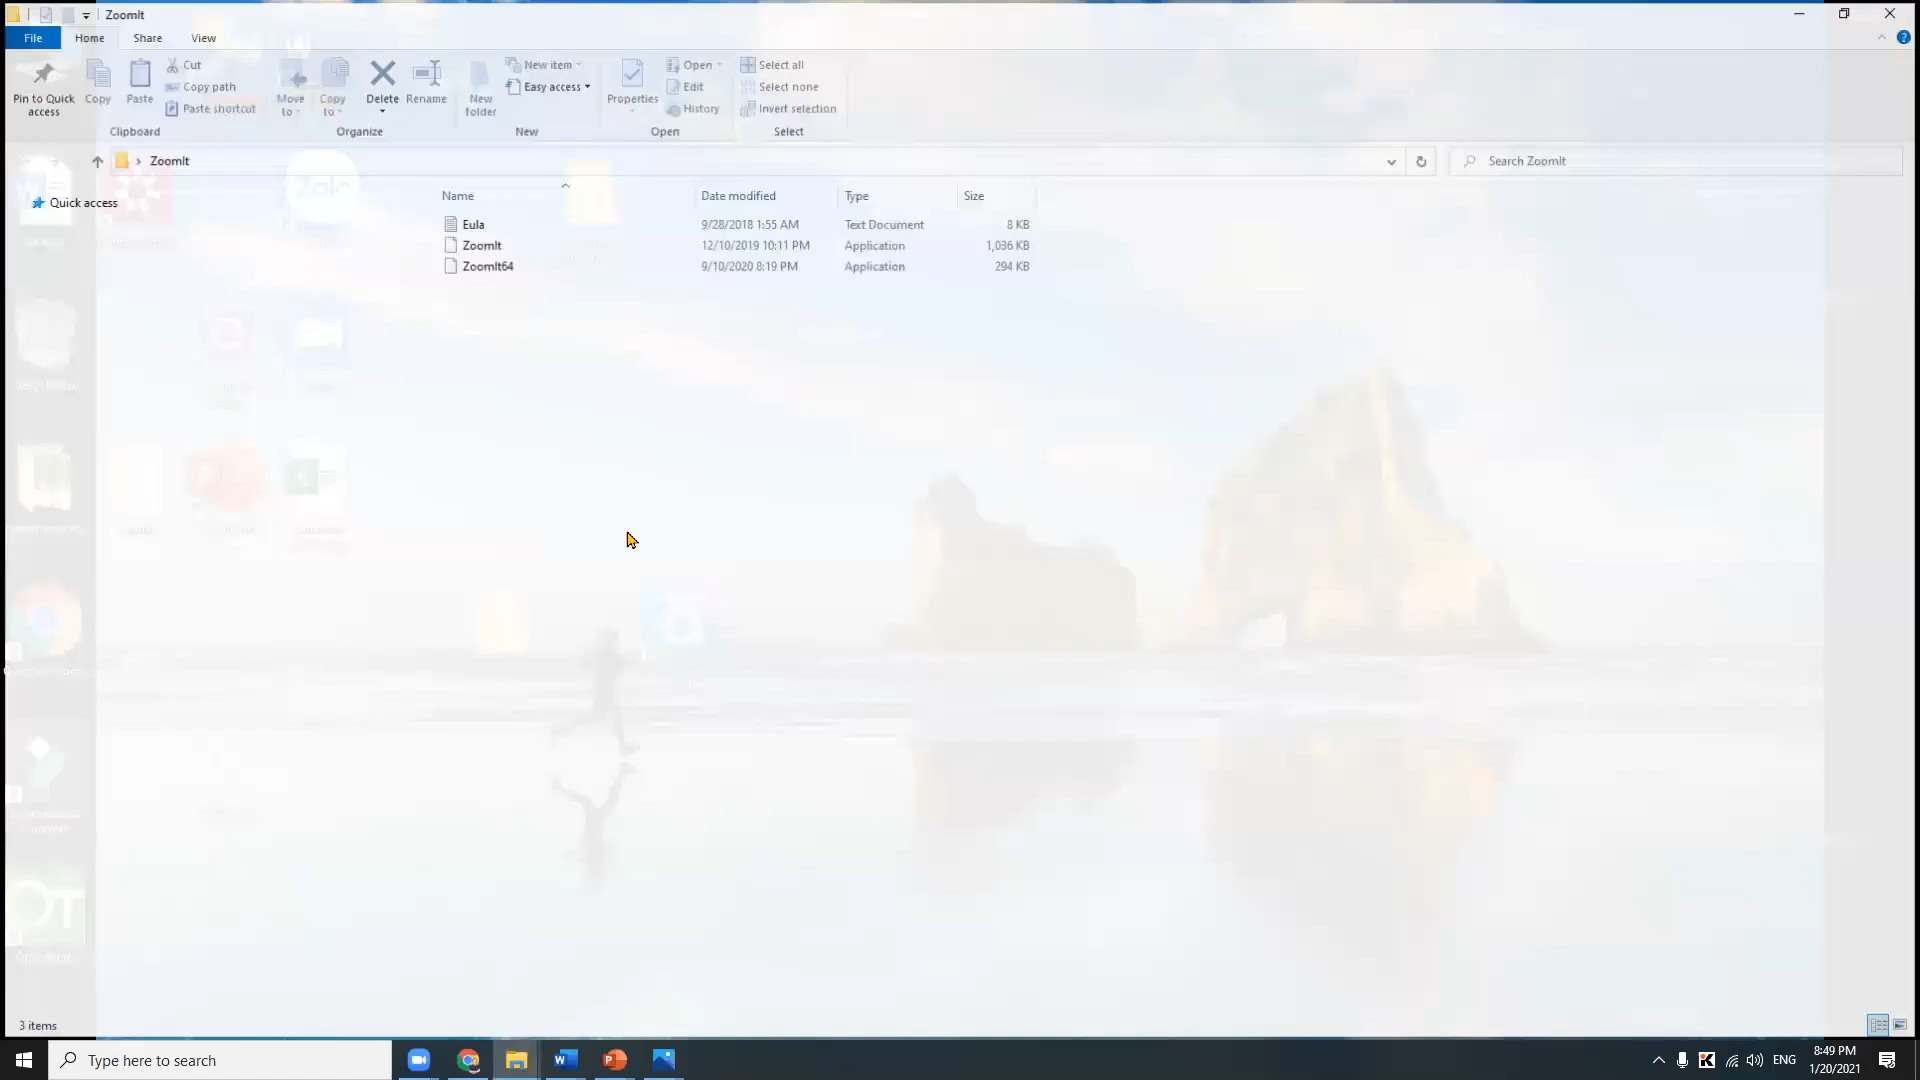 ZoomIt
File Home Share View
Pin to Quick access
Copy
Paste
Cut
Copy path
Paste shortcut
Clipboard
Move to
Copy to
Delete
Rename
Organize
New folder
New item
Easy access
New
Properties
Open
Edit
History
Open
Select all
Select none
Invert selection
Select
ZoomIt
Search ZoomIt
Quick access
Name Date modified Type Size
Eula 9/28/2018 1:55 AM Text Document 8 KB
ZoomIt 12/10/2019 10:11 PM Application 1,036 KB
ZoomIt64 9/10/2020 8:19 PM Application 294 KB
3 items
Type here to search
ENG
8:49 PM
1/20/2021